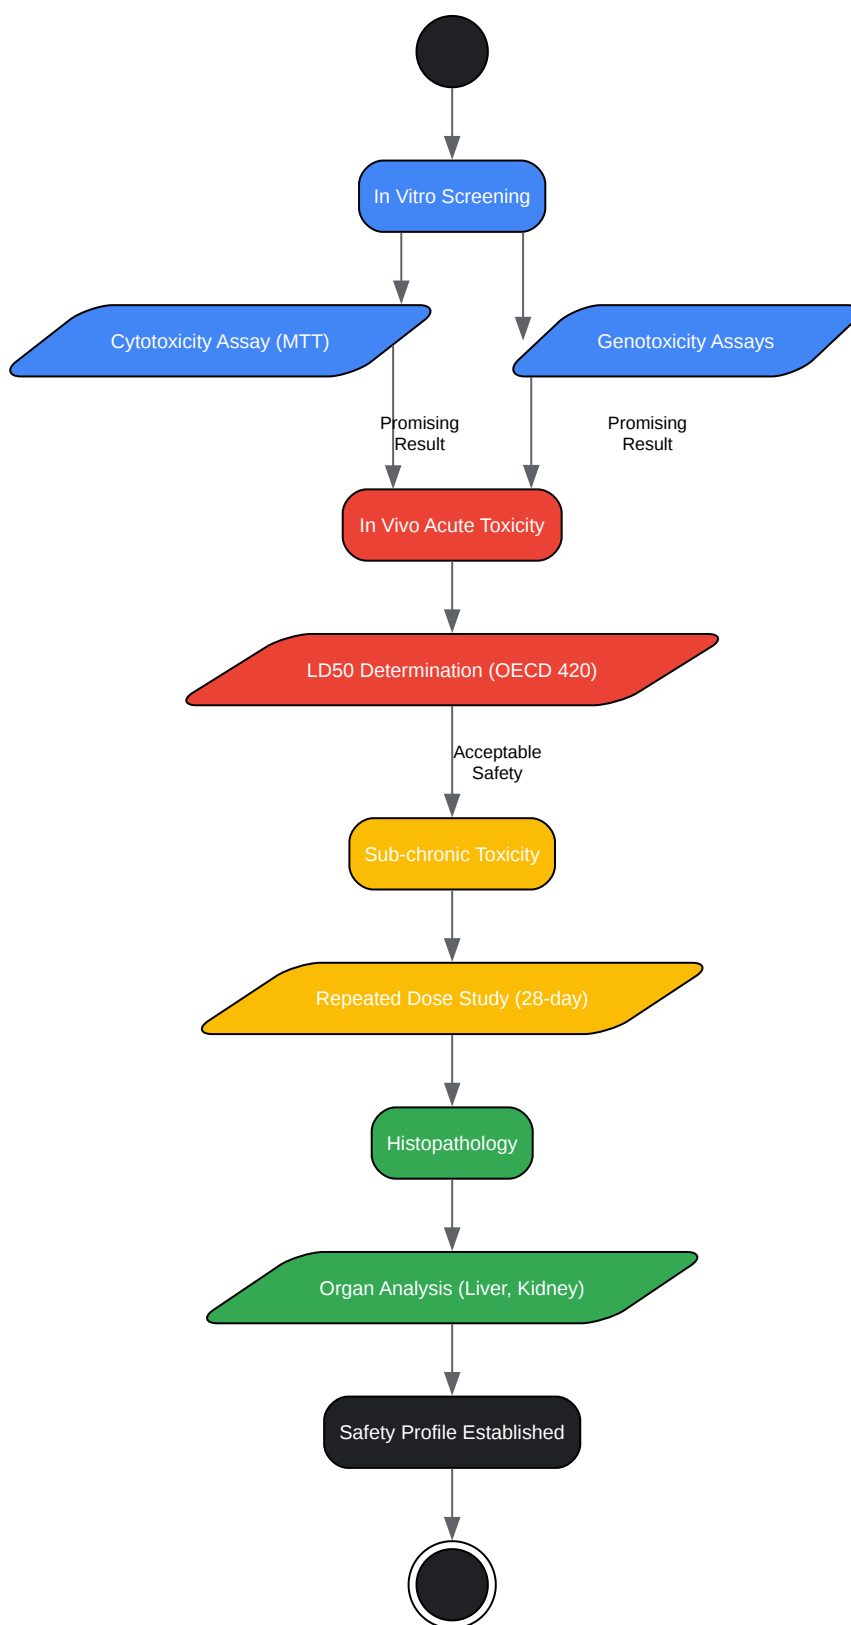 In Vitro Screening
Cytotoxicity Assay (MTT)
Genotoxicity Assays
Promising
Result
Promising
Result
In Vivo Acute Toxicity
LD50 Determination (OECD 420)
Acceptable
Safety
Sub-chronic Toxicity
Repeated Dose Study (28-day)
Histopathology
Organ Analysis (Liver, Kidney)
Safety Profile Established